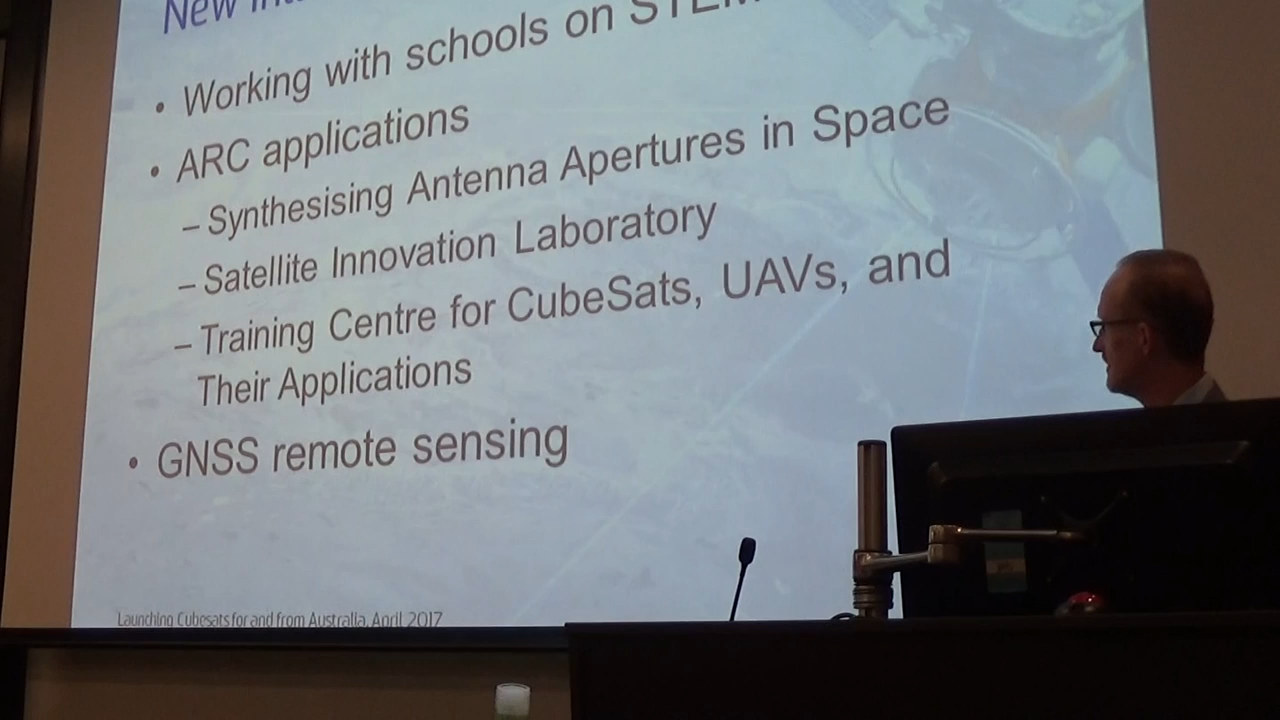 New
• Working with schools on STEM
• ARC applications
– Synthesising Antenna Apertures in Space
– Satellite Innovation Laboratory
– Training Centre for CubeSats, UAVs, and
Their Applications
• GNSS remote sensing
Launching Cubesats for and from Australia, April 2017